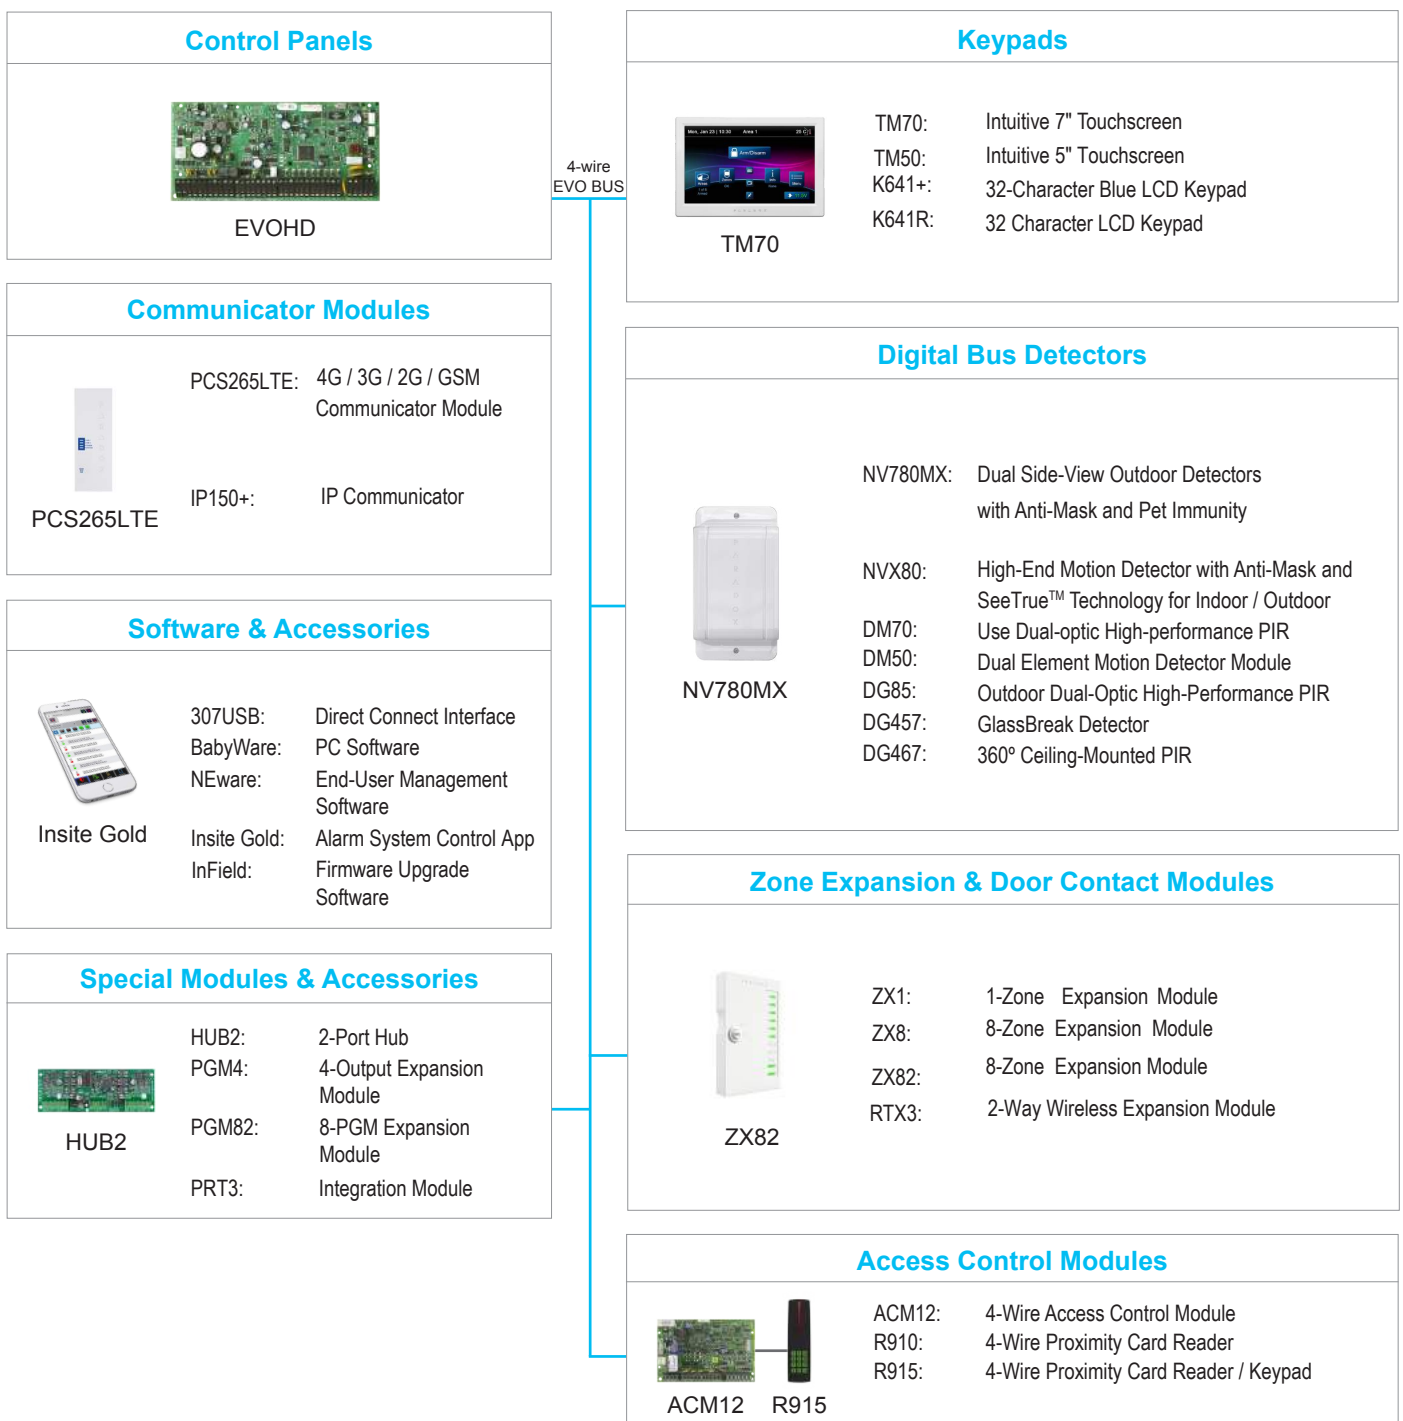 Control Panels
EVOHD
4-wire
EVO BUS
Keypads
Mon, Jan 23 | 10:30 Area 1
Arm/Disarm
TM70
TM70: Intuitive 7" Touchscreen
TM50: Intuitive 5" Touchscreen
K641+: 32-Character Blue LCD Keypad
K641R: 32 Character LCD Keypad
Communicator Modules
PCS265LTE
PCS265LTE: 4G / 3G / 2G / GSM
Communicator Module
IP150+: IP Communicator
Digital Bus Detectors
PARADOX
NV780MX
NV780MX: Dual Side-View Outdoor Detectors
with Anti-Mask and Pet Immunity
NVX80: High-End Motion Detector with Anti-Mask and
SeeTrue™ Technology for Indoor / Outdoor
DM70: Use Dual-optic High-performance PIR
DM50: Dual Element Motion Detector Module
DG85: Outdoor Dual-Optic High-Performance PIR
DG457: GlassBreak Detector
DG467: 360º Ceiling-Mounted PIR
Software & Accessories
Insite Gold
307USB: Direct Connect Interface
BabyWare: PC Software
NEware: End-User Management
Software
Insite Gold: Alarm System Control App
InField: Firmware Upgrade
Software
Zone Expansion & Door Contact Modules
ZX82
ZX1: 1-Zone Expansion Module
ZX8: 8-Zone Expansion Module
ZX82: 8-Zone Expansion Module
RTX3: 2-Way Wireless Expansion Module
Special Modules & Accessories
HUB2
HUB2: 2-Port Hub
PGM4: 4-Output Expansion
Module
PGM82: 8-PGM Expansion
Module
PRT3: Integration Module
Access Control Modules
ACM12 R915
ACM12: 4-Wire Access Control Module
R910: 4-Wire Proximity Card Reader
R915: 4-Wire Proximity Card Reader / Keypad